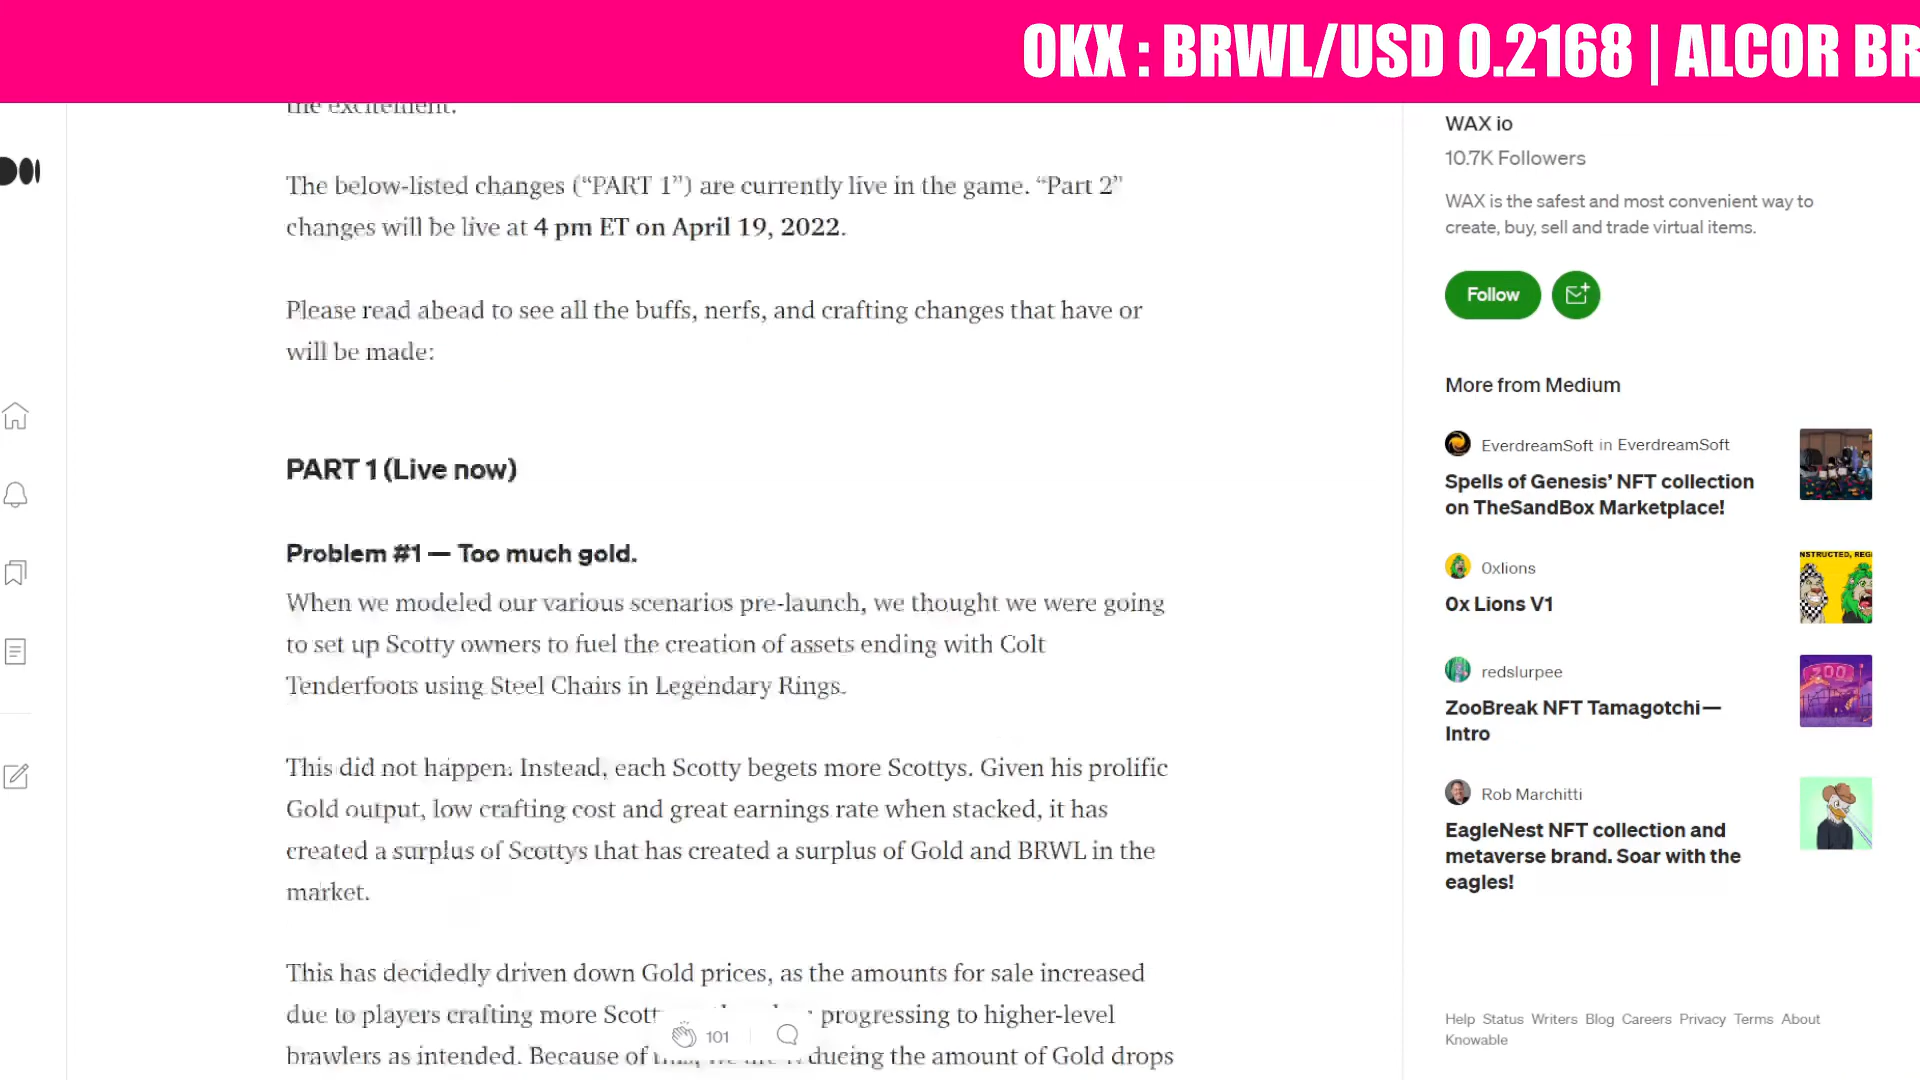 OKX : BRWL/USD 0.2168 | ALCOR BR
the excitement.
The below-listed changes (“PART 1”) are currently live in the game. “Part 2”
changes will be live at 4 pm ET on April 19, 2022.
Please read ahead to see all the buffs, nerfs, and crafting changes that have or
will be made:
PART 1 (Live now)
Problem #1 — Too much gold.
When we modeled our various scenarios pre-launch, we thought we were going
to set up Scotty owners to fuel the creation of assets ending with Colt
Tenderfoots using Steel Chairs in Legendary Rings.
This did not happen. Instead, each Scotty begets more Scottys. Given his prolific
Gold output, low crafting cost and great earnings rate when stacked, it has
created a surplus of Scottys that has created a surplus of Gold and BRWL in the
market.
This has decidedly driven down Gold prices, as the amounts for sale increased
due to players crafting more Scott progressing to higher-level
brawlers as intended. Because of ducing the amount of Gold drops
101
WAX io
10.7K Followers
WAX is the safest and most convenient way to
create, buy, sell and trade virtual items.
Follow
More from Medium
EverdreamSoft in EverdreamSoft
Spells of Genesis’ NFT collection
on TheSandBox Marketplace!
NSTRUCTED, REG
0xlions
0x Lions V1
redslurpee
ZooBreak NFT Tamagotchi—
Intro
ZOO
Rob Marchitti
EagleNest NFT collection and
metaverse brand. Soar with the
eagles!
Help Status Writers Blog Careers Privacy Terms About
Knowable